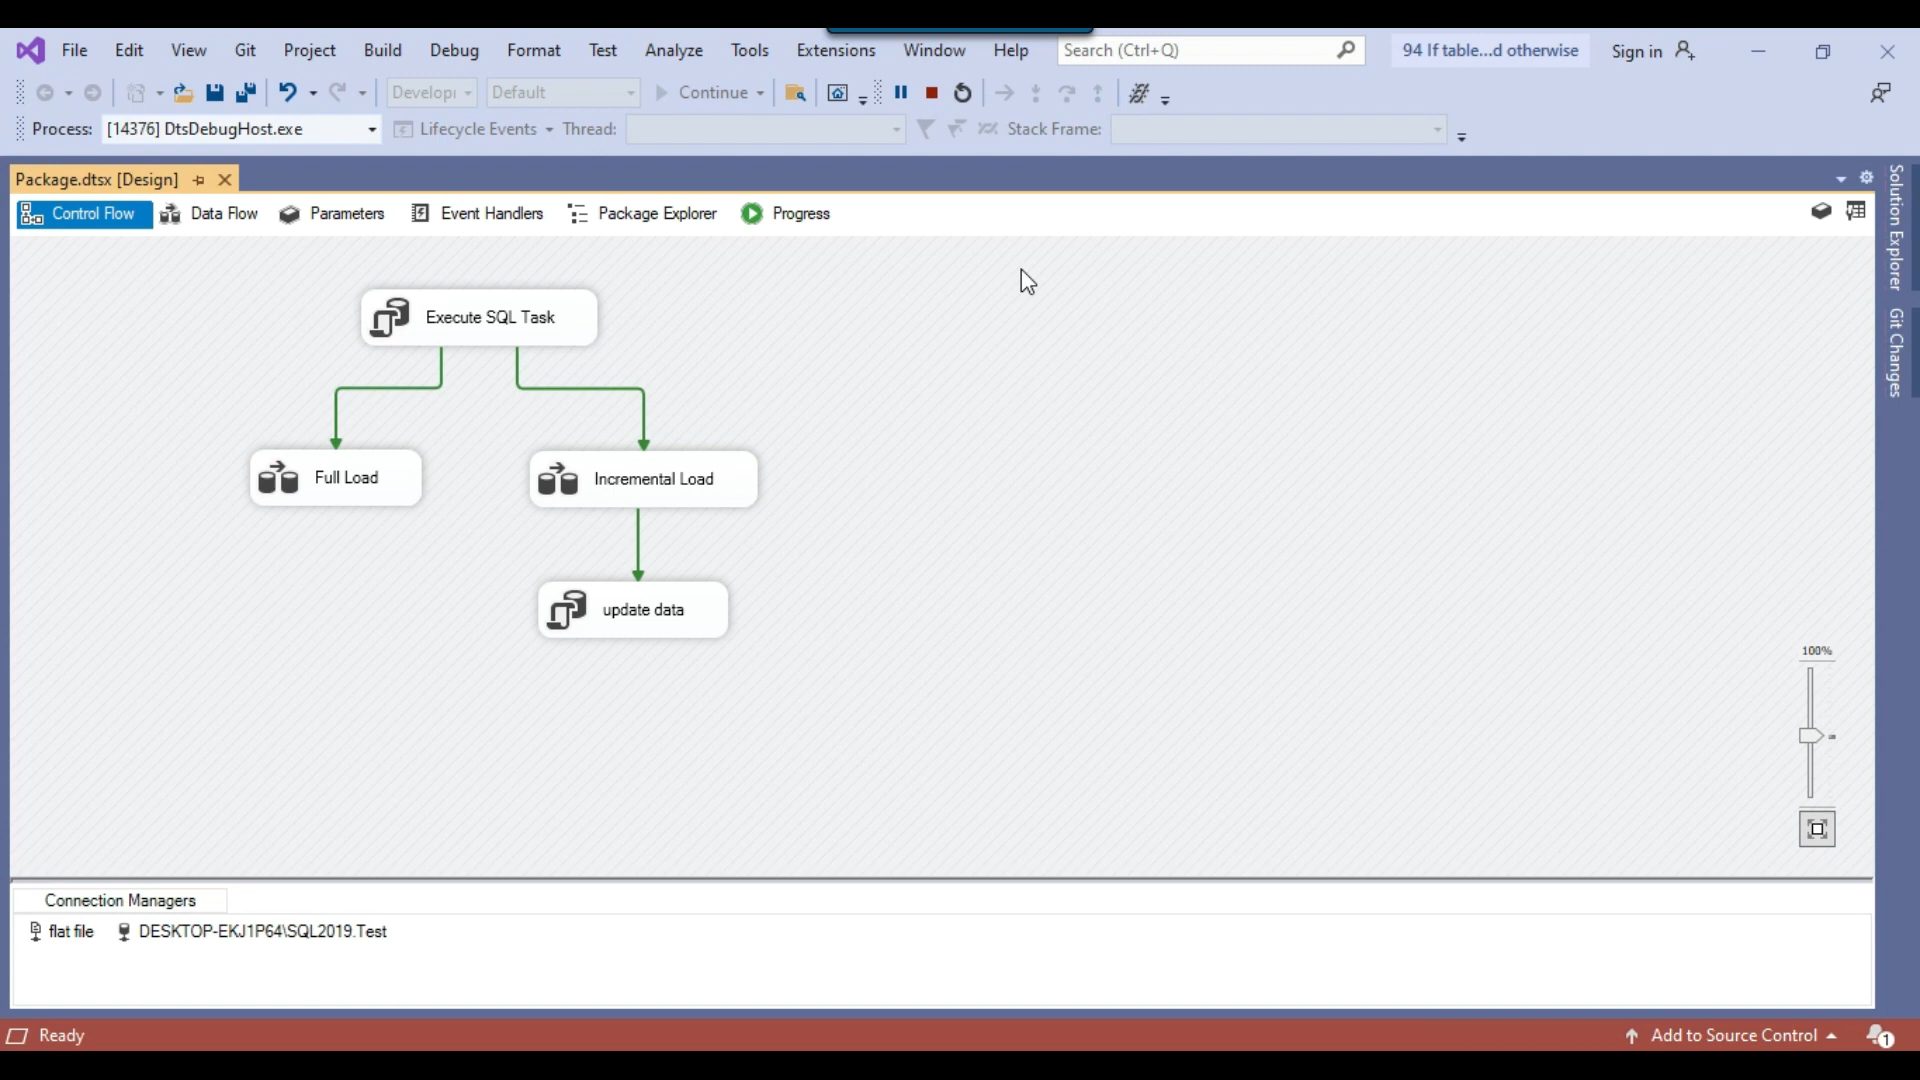 File Edit View Git Project Build Debug Format Test Analyze Tools Extensions Window Help Search (Ctrl+Q) 94 If table...d otherwise Sign in
Developi Default Continue
Process: [14376] DtsDebugHost.exe Lifecycle Events Thread: Stack Frame:
Package.dtsx [Design]
Control Flow Data Flow Parameters Event Handlers Package Explorer Progress
Solution Explorer
Git Changes
Execute SQL Task
Full Load
Incremental Load
update data
100%
Connection Managers
flat file DESKTOP-EKJ1P64\SQL2019.Test
Ready Add to Source Control 1